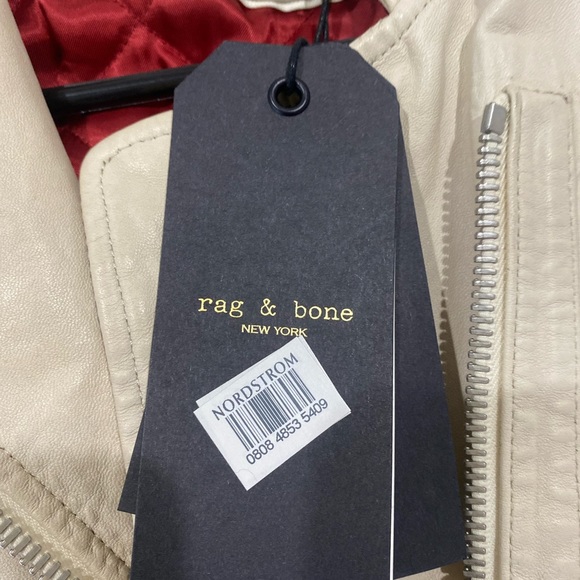 rag & bone
NEW YORK
NORDSTROM
0808 4853 5409